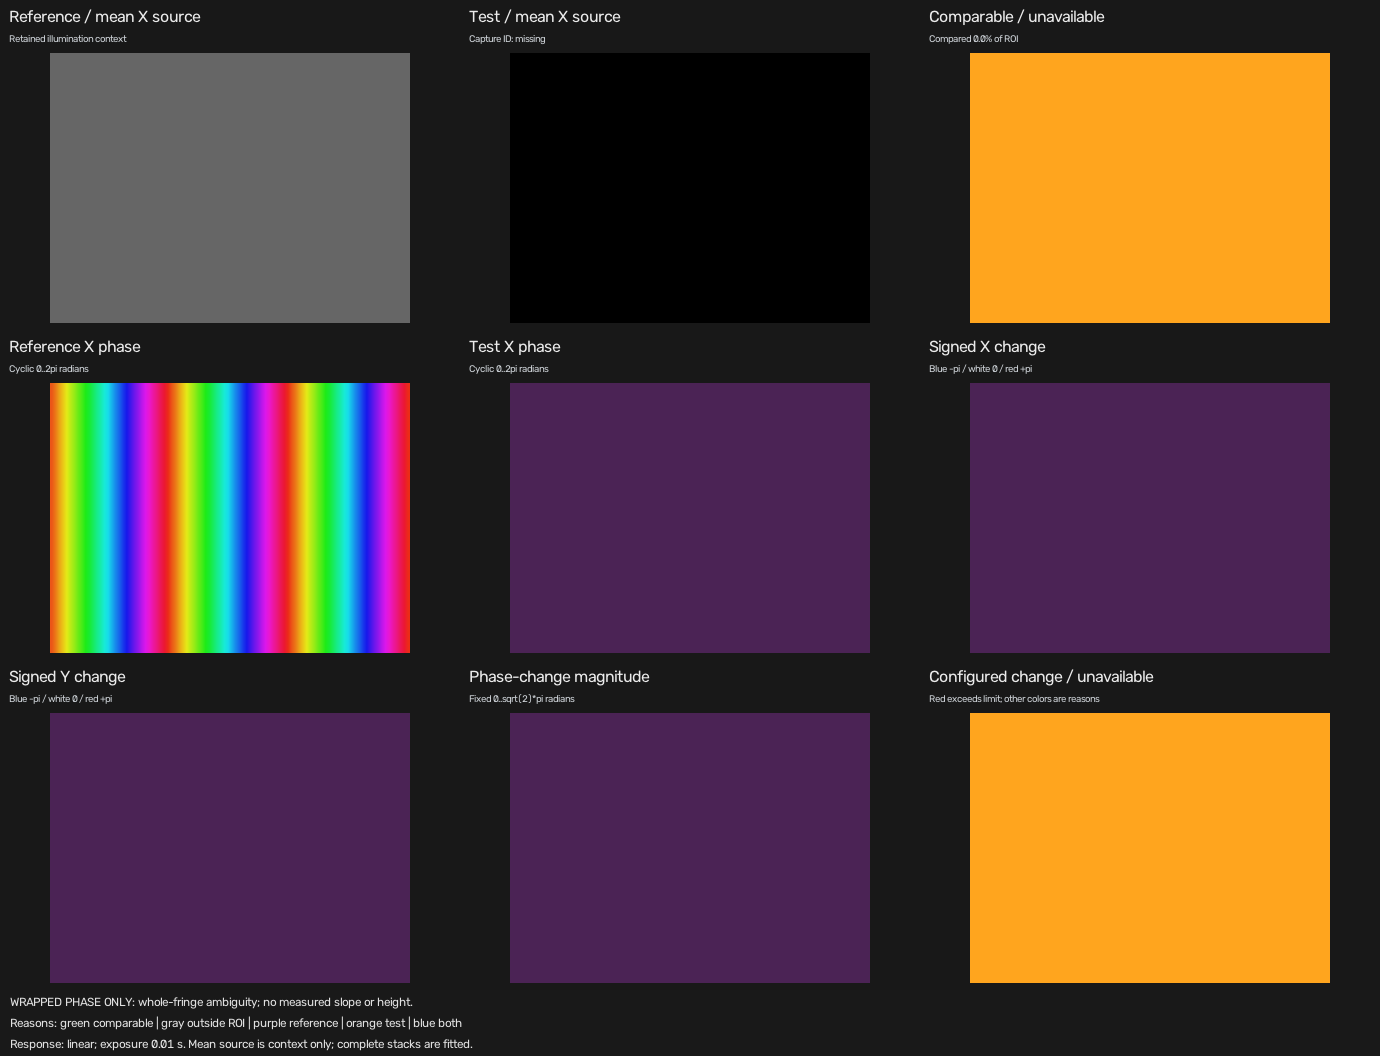 Reference / mean X source
Retained illumination context
Test / mean X source
Capture ID: missing
Comparable / unavailable
Compared 0.0% of ROI
Reference X phase
Cyclic 0..2pi radians
Test X phase
Cyclic 0..2pi radians
Signed X change
Blue -pi / white 0 / red +pi
Signed Y change
Blue -pi / white 0 / red +pi
Phase-change magnitude
Fixed 0..sqrt(2)*pi radians
Configured change / unavailable
Red exceeds limit; other colors are reasons
WRAPPED PHASE ONLY: whole-fringe ambiguity; no measured slope or height.
Reasons: green comparable | gray outside ROI | purple reference | orange test | blue both
Response: linear; exposure 0.01 s. Mean source is context only; complete stacks are fitted.